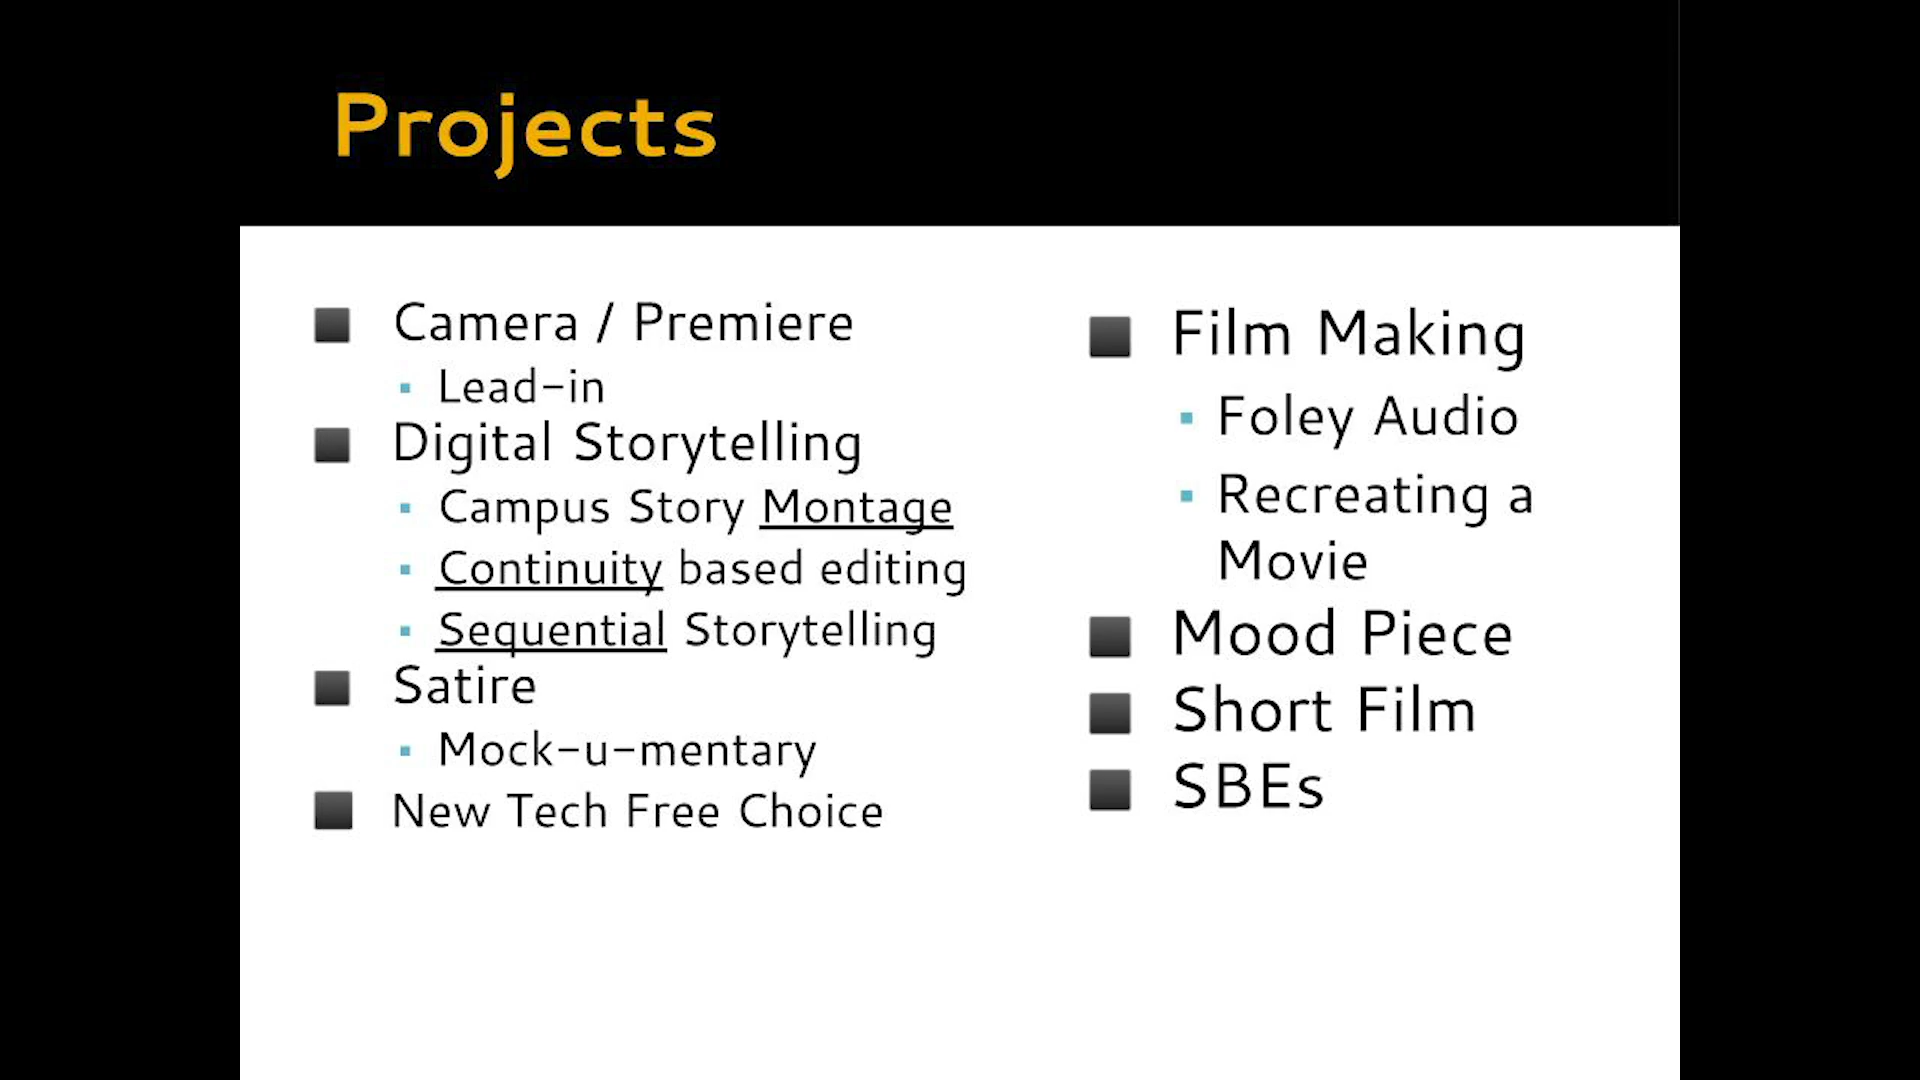 Projects
Camera / Premiere
Lead-in
Digital Storytelling
Campus Story Montage
Continuity based editing
Sequential Storytelling
Satire
Mock-u-mentary
New Tech Free Choice
Film Making
Foley Audio
Recreating a
Movie
Mood Piece
Short Film
SBEs